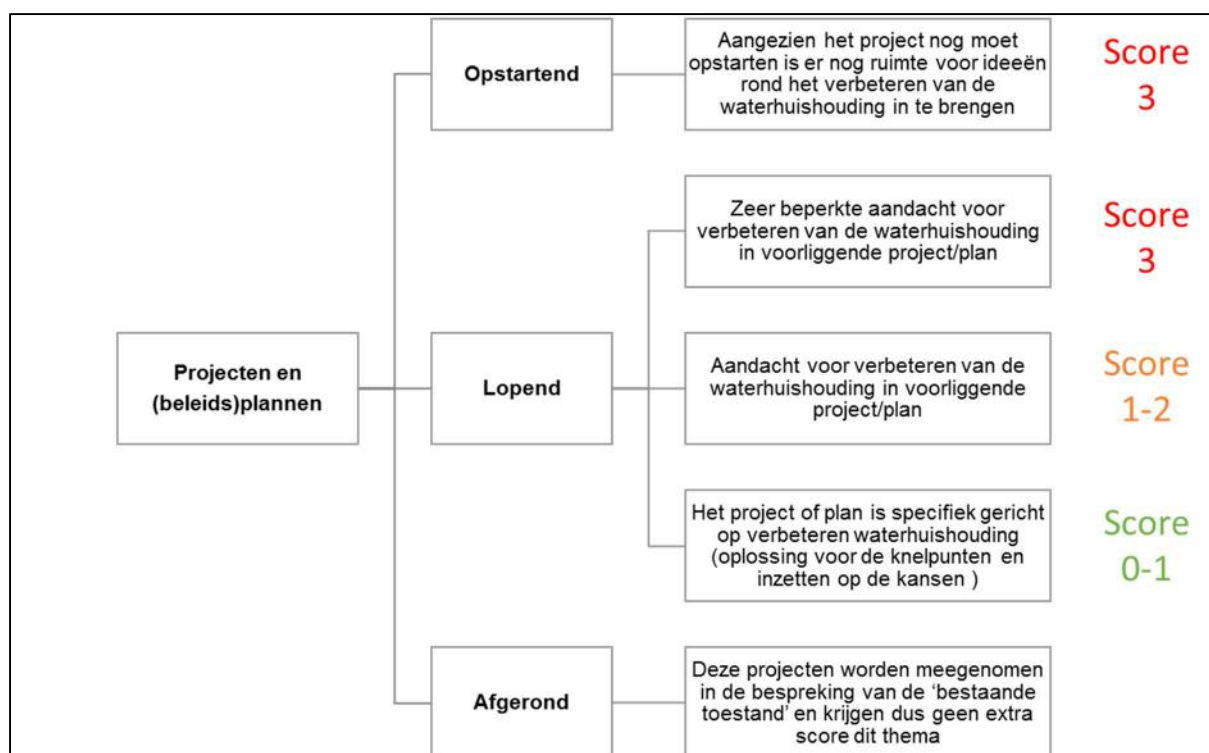 Opstartend
Aangezien het project nog moet
opstarten is er nog ruimte voor ideeën
rond het verbeteren van de
waterhuishouding in te brengen
Score
3
Zeer beperkte aandacht voor
verbeteren van de waterhuishouding
in voorliggende project/plan
Score
3
Projecten en
(beleids)plannen
Lopend
Aandacht voor verbeteren van de
waterhuishouding in voorliggende
project/plan
Score
1-2
Het project of plan is specifiek gericht
op verbeteren waterhuishouding
(oplossing voor de knelpunten en
inzetten op de kansen )
Score
0-1
Afgerond
Deze projecten worden meegenomen
in de bespreking van de ‘bestaande
toestand’ en krijgen dus geen extra
score dit thema